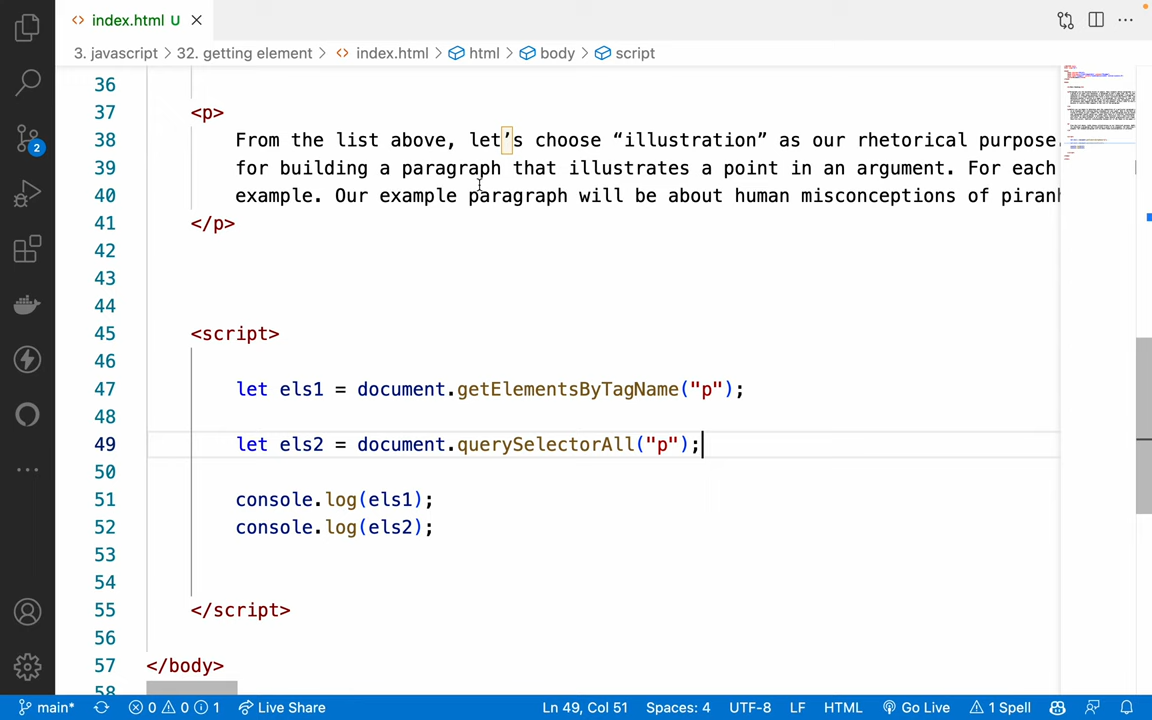 index.html U
3. javascript > 32. getting element > index.html > html > body > script
36
37 <p>
38 From the list above, let’s choose “illustration” as our rhetorical purpose.
39 for building a paragraph that illustrates a point in an argument. For each
40 example. Our example paragraph will be about human misconceptions of
41 </p>
42
43
44
45 <script>
46
47 let els1 = document.getElementsByTagName("p");
48
49 let els2 = document.querySelectorAll("p");
50
51 console.log(els1);
52 console.log(els2);
53
54
55 </script>
56
57 </body>
58
2
main* 0 0 1 Live Share Ln 49, Col 51 Spaces: 4 UTF-8 LF HTML Go Live 1 Spell